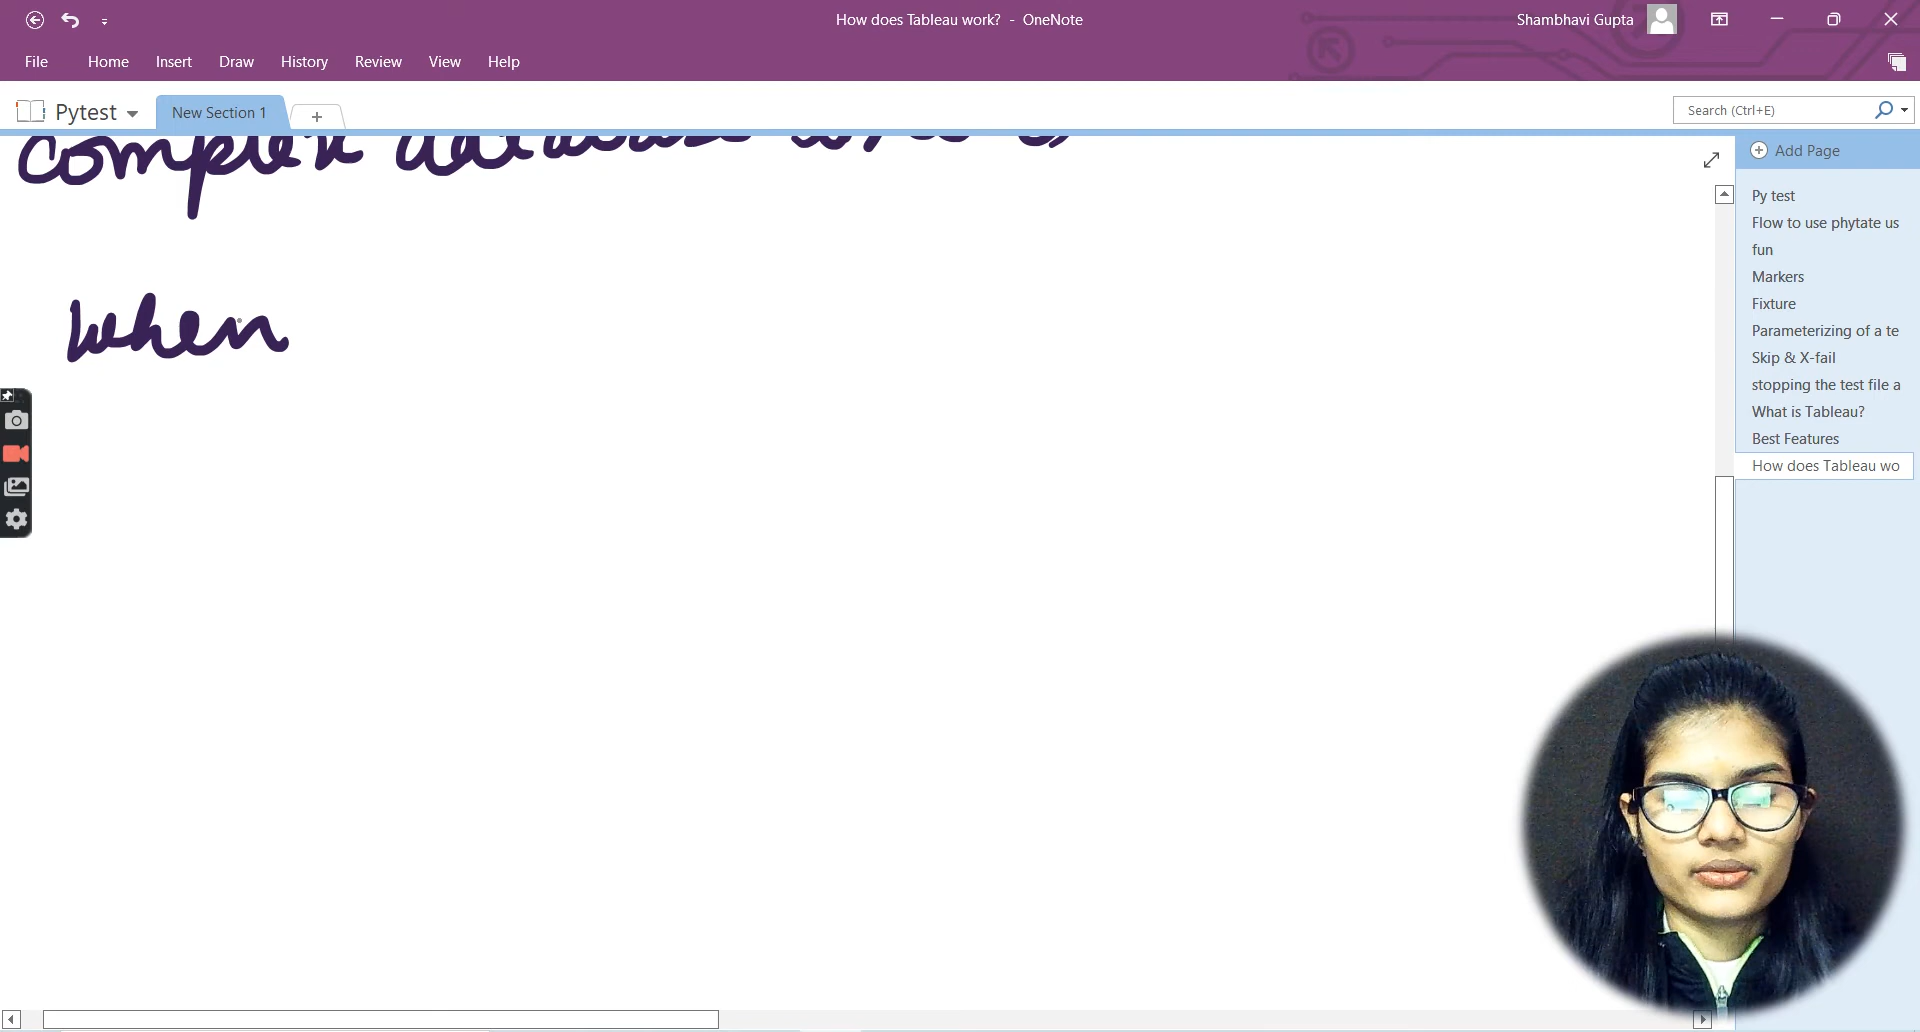 How does Tableau work? - OneNote
Shambhavi Gupta
File Home Insert Draw History Review View Help
Pytest
New Section 1
+
Search (Ctrl+E)
Add Page
complex database
when
Py test
Flow to use phytate us
fun
Markers
Fixture
Parameterizing of a te
Skip & X-fail
stopping the test file a
What is Tableau?
Best Features
How does Tableau wo